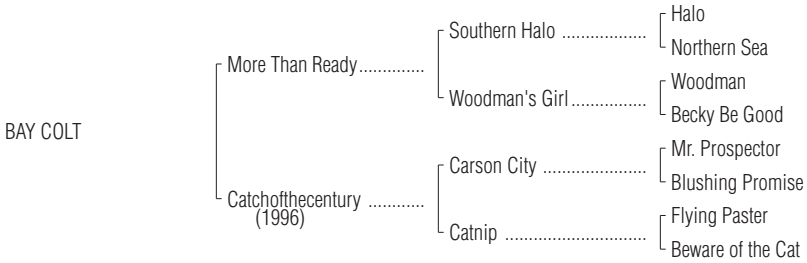 Halo
Southern Halo ..................
Northern Sea
More Than Ready..............
Woodman
Woodman's Girl................
Becky Be Good
BAY COLT
Mr. Prospector
Carson City ......................
Blushing Promise
Catchofthecentury ............
(1996)
Flying Paster
Catnip ..............................
Beware of the Cat